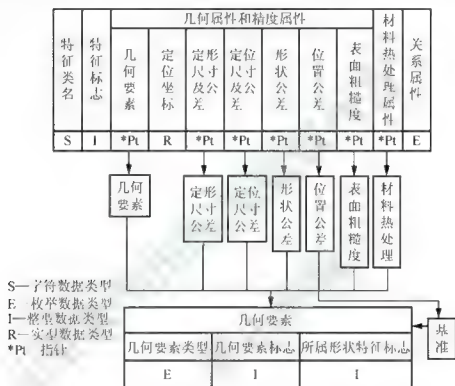 几何属性和精度属性
特征类名
特征标志
几何要素
定位坐标
定形尺寸及公差
定位尺寸及公差
形状公差
位置公差
表面粗糙度
材料热处理属性
关系属性
S I *Pt R *Pt *Pt *Pt *Pt *Pt *Pt E
几何要素
定形尺寸公差
定位尺寸公差
形状公差
位置公差
表面粗糙度
材料热处理
S—字符数据类型
E 枚举数据类型
I—整型数据类型
R—实型数据类型
*Pt 指针
几何要素
几何要素类型 几何要素标志 所属形状特征标志
E I I
基准